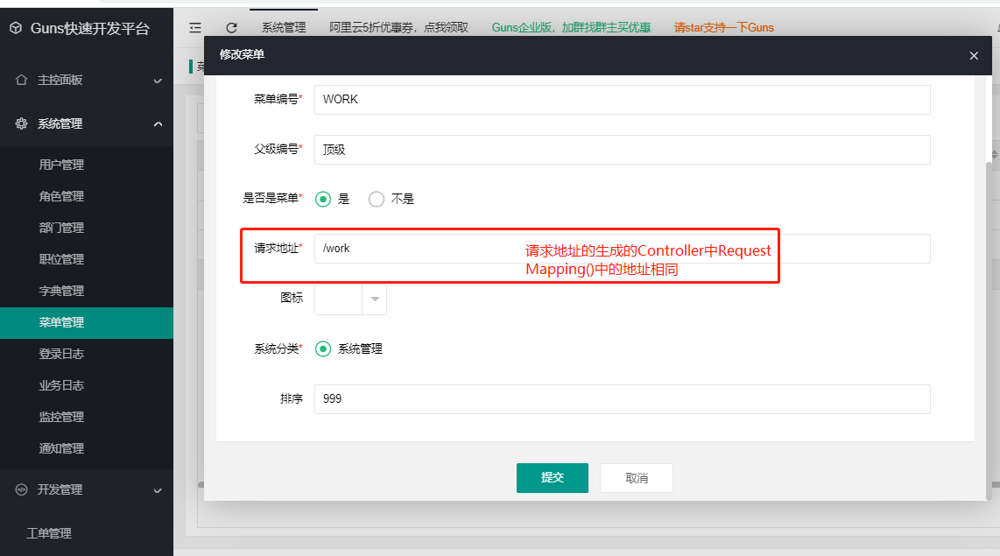 Guns快速开发平台
系统管理
阿里云5折优惠券，点我领取
Guns企业版，加群找群主买优惠
请star支持一下Guns
主控面板
系统管理
用户管理
角色管理
部门管理
职位管理
字典管理
菜单管理
登录日志
业务日志
监控管理
通知管理
开发管理
工单管理
修改菜单
菜单编号*
WORK
父级编号*
顶级
是否是菜单*
是
不是
请求地址*
/work
请求地址的生成的Controller中Request
Mapping()中的地址相同
图标
系统分类*
系统管理
排序
999
提交
取消